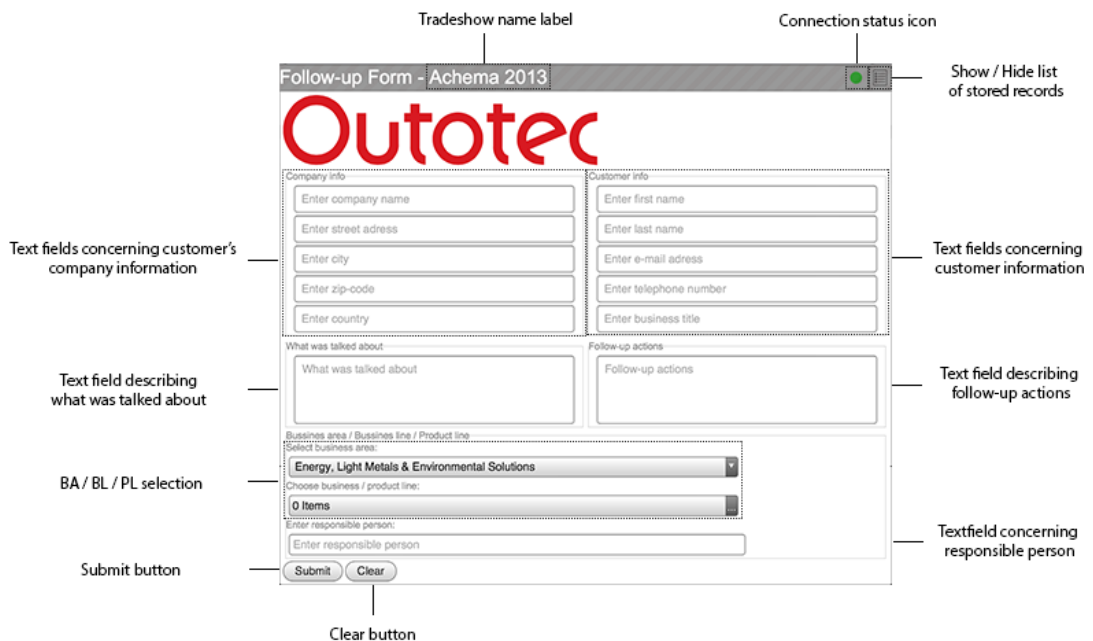 Tradeshow name label
Connection status icon
Follow-up Form - Achema 2013
Show / Hide list
of stored records
Outotec
Company info
Customer info
Enter company name
Enter first name
Enter street adress
Enter last name
Text fields concerning customer's
company information
Enter city
Enter e-mail adress
Text fields concerning
customer information
Enter zip-code
Enter telephone number
Enter country
Enter business title
What was talked about
Follow-up actions
What was talked about
Follow-up actions
Text field describing
what was talked about
Text field describing
follow-up actions
Bussines area / Bussines line / Product line
Select business area:
Energy, Light Metals & Environmental Solutions
BA / BL / PL selection
Choose business / product line:
0 Items
...
Enter responsible person:
Enter responsible person
Textfield concerning
responsible person
Submit button
Submit
Clear
Clear button